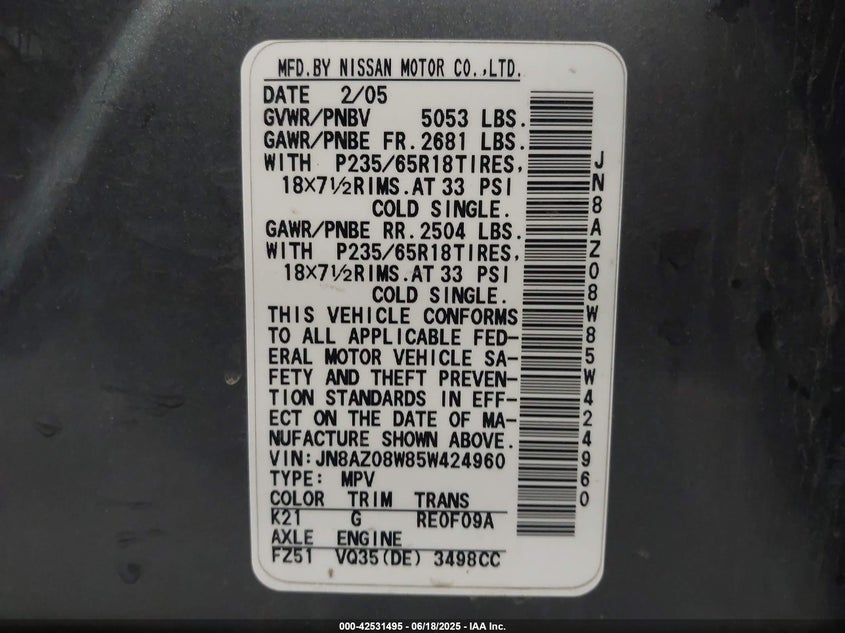 MFD.BY NISSAN MOTOR CO.,LTD.
DATE 2/05
GVWR/PNBV 5053 LBS.
GAWR/PNBE FR.2681 LBS.
WITH P235/65R18TIRES,
18X7½RIMS.AT 33 PSI
COLD SINGLE.
GAWR/PNBE RR.2504 LBS.
WITH P235/65R18TIRES,
18X7½RIMS.AT 33 PSI
COLD SINGLE.
THIS VEHICLE CONFORMS
TO ALL APPLICABLE FED-
ERAL MOTOR VEHICLE SA-
FETY AND THEFT PREVEN-
TION STANDARDS IN EFF-
ECT ON THE DATE OF MA-
NUFACTURE SHOWN ABOVE.
VIN:JN8AZ08W85W424960
TYPE: MPV
COLOR TRIM TRANS
K21 G RE0F09A
AXLE ENGINE
FZ51 VQ35(DE) 3498CC
JN8AZ08W85W424960
000-42531495 - 06/18/2025 - IAA Inc.